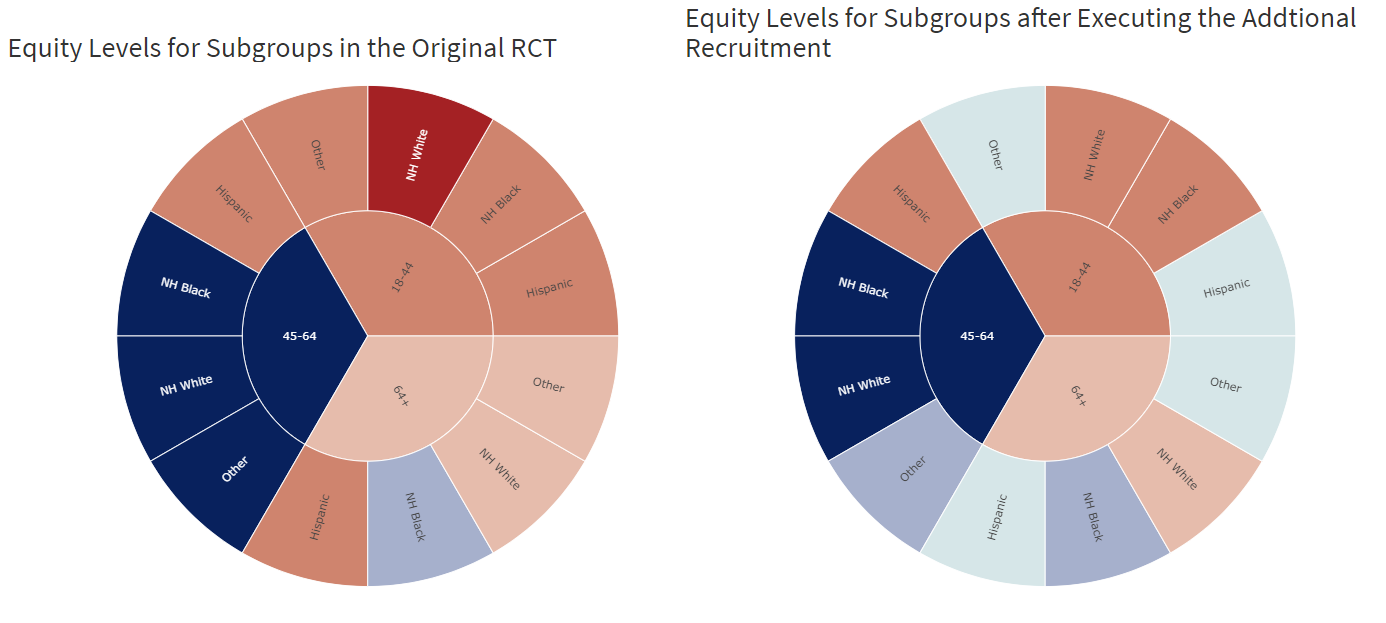 Equity Levels for Subgroups in the Original RCT
NH White
NH Black
Hispanic
Other
NH White
NH Black
Hispanic
Other
NH White
NH Black
Hispanic
Other
18-44
64+
45-64
Equity Levels for Subgroups after Executing the Addtional
Recruitment
NH White
NH Black
Hispanic
Other
NH White
NH Black
Hispanic
Other
NH White
NH Black
Hispanic
Other
18-44
64+
45-64